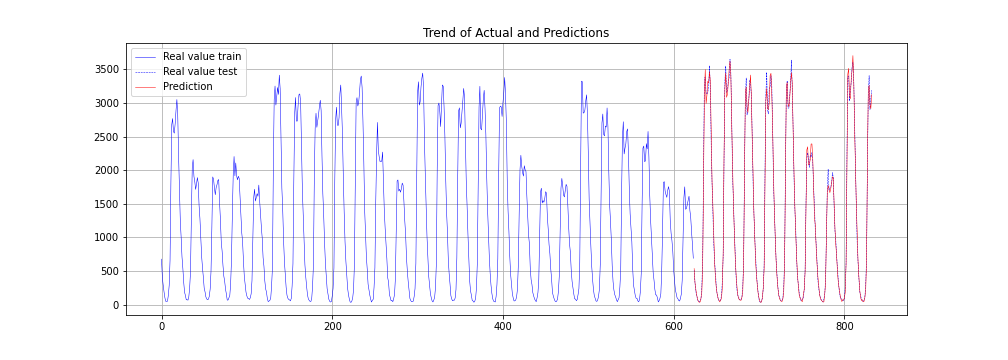 Trend of Actual and Predictions
Real value train
Real value test
Prediction
3500
3000
2500
2000
1500
1000
500
0
0 200 400 600 800